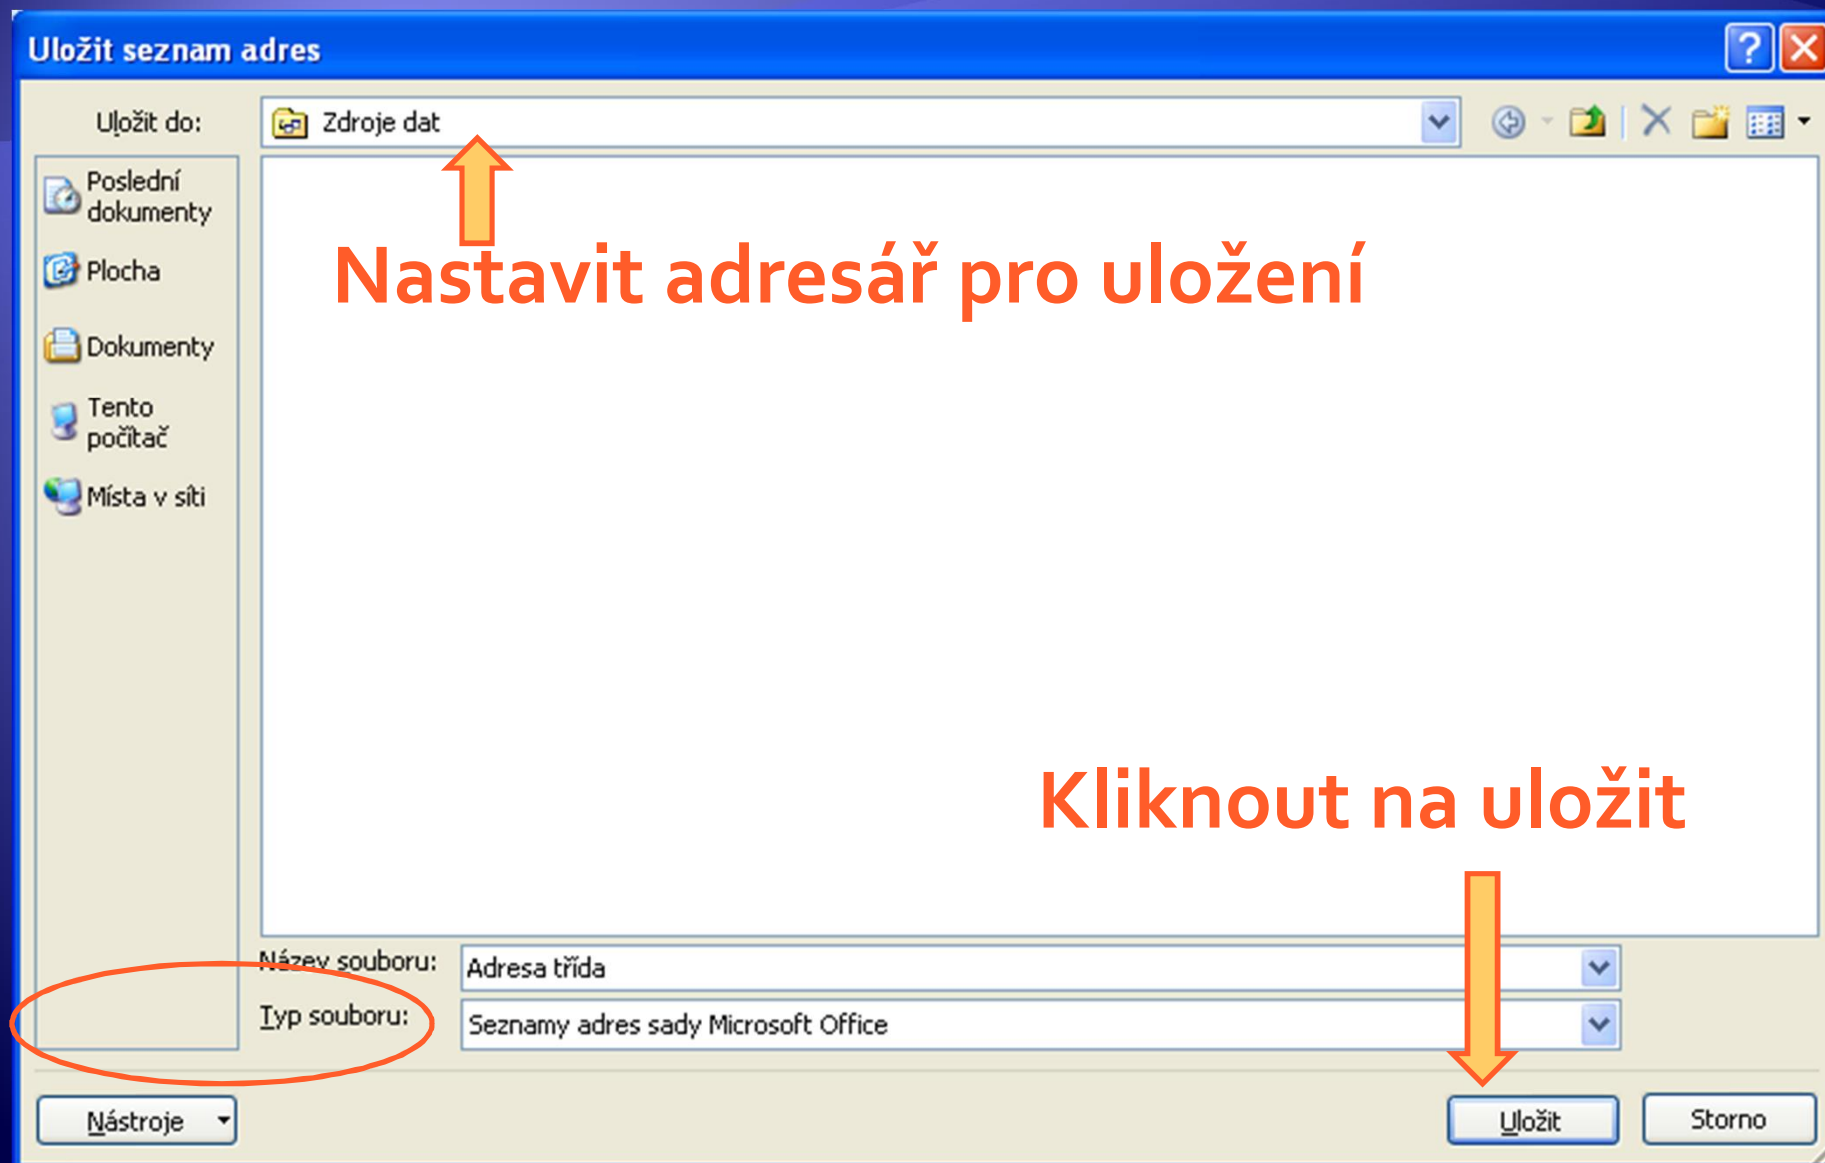 Uložit seznam adres
Uložit do:
Zdroje dat
Poslední
dokumenty
Plocha
Dokumenty
Tento
počítač
Místa v síti
Nastavit adresář pro uložení
Kliknout na uložit
Název souboru:
Adresa třída
Typ souboru:
Seznamy adres sady Microsoft Office
Nástroje
Uložit
Storno